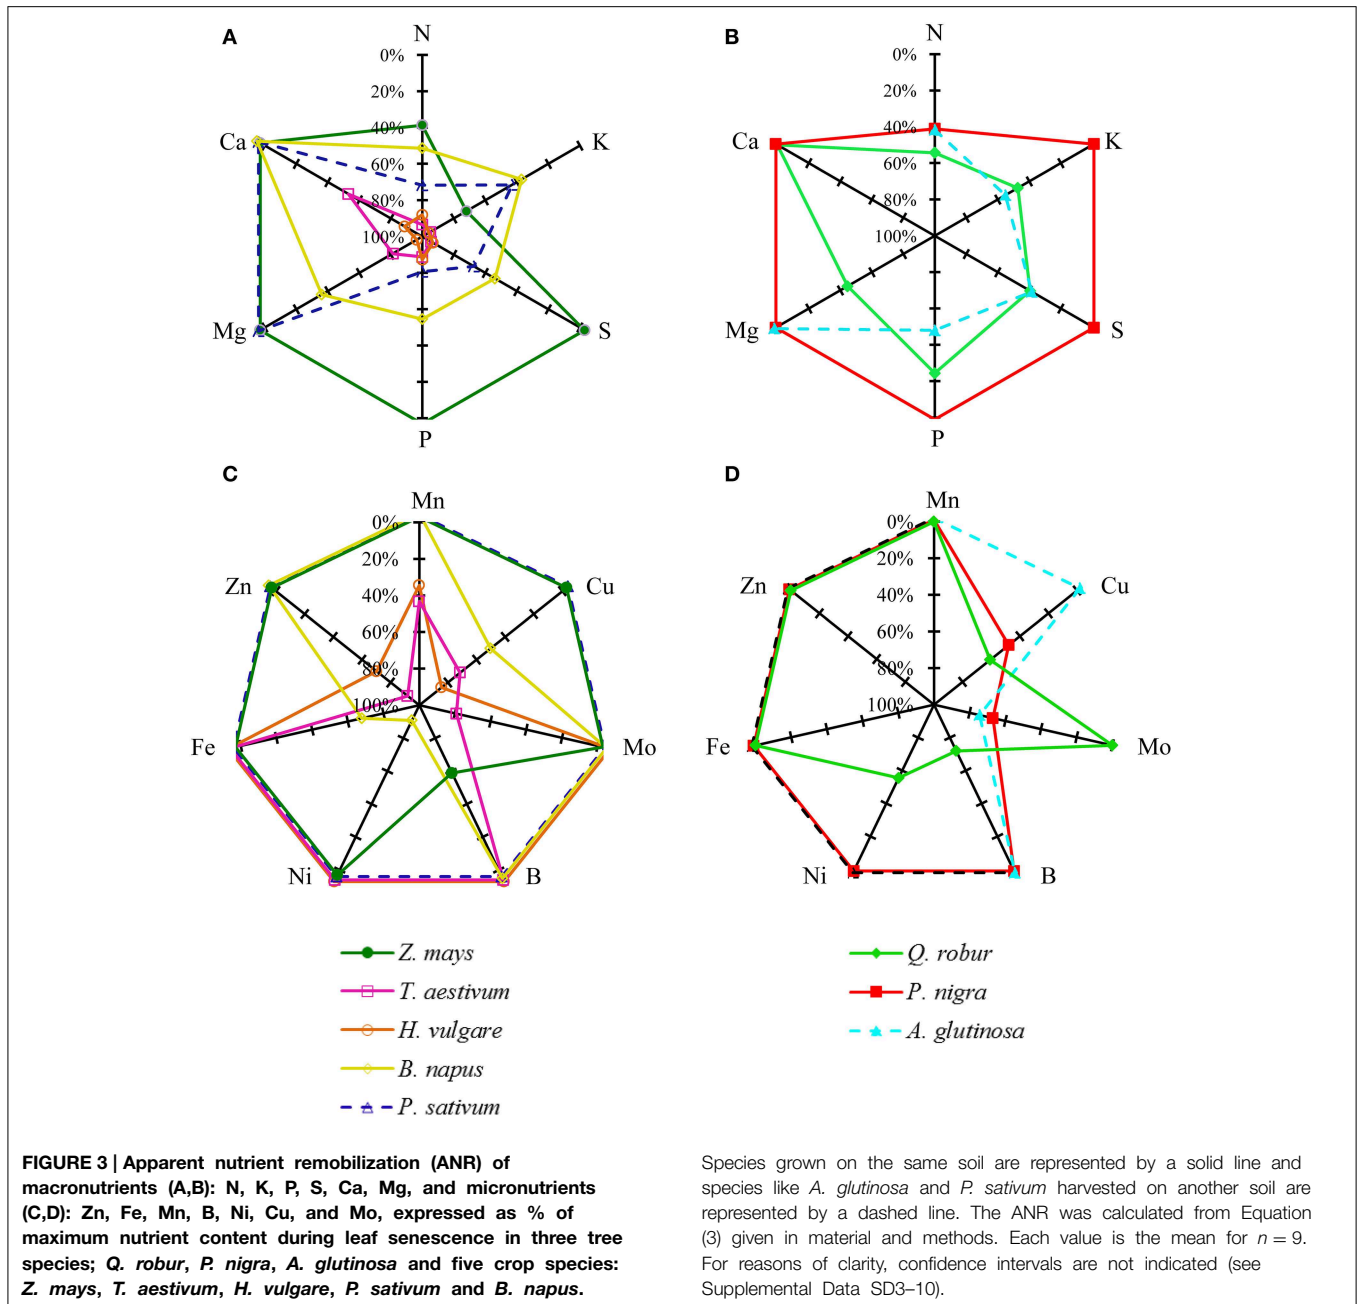 A
N
0%
20%
40%
60%
80%
100%
Ca
K
Mg
S
P
B
N
0%
20%
40%
60%
80%
100%
Ca
K
Mg
S
P
C
Mn
0%
20%
40%
60%
80%
100%
Zn
Cu
Fe
Mo
Ni
B
D
Mn
0%
20%
40%
60%
80%
100%
Zn
Cu
Fe
Mo
Ni
B
Z. mays
T. aestivum
H. vulgare
B. napus
P. sativum
Q. robur
P. nigra
A. glutinosa
FIGURE 3 | Apparent nutrient remobilization (ANR) of
macronutrients (A,B): N, K, P, S, Ca, Mg, and micronutrients
(C,D): Zn, Fe, Mn, B, Ni, Cu, and Mo, expressed as % of
maximum nutrient content during leaf senescence in three tree
species; Q. robur, P. nigra, A. glutinosa and five crop species:
Z. mays, T. aestivum, H. vulgare, P. sativum and B. napus.
Species grown on the same soil are represented by a solid line and
species like A. glutinosa and P. sativum harvested on another soil are
represented by a dashed line. The ANR was calculated from Equation
(3) given in material and methods. Each value is the mean for n = 9.
For reasons of clarity, confidence intervals are not indicated (see
Supplemental Data SD3–10).